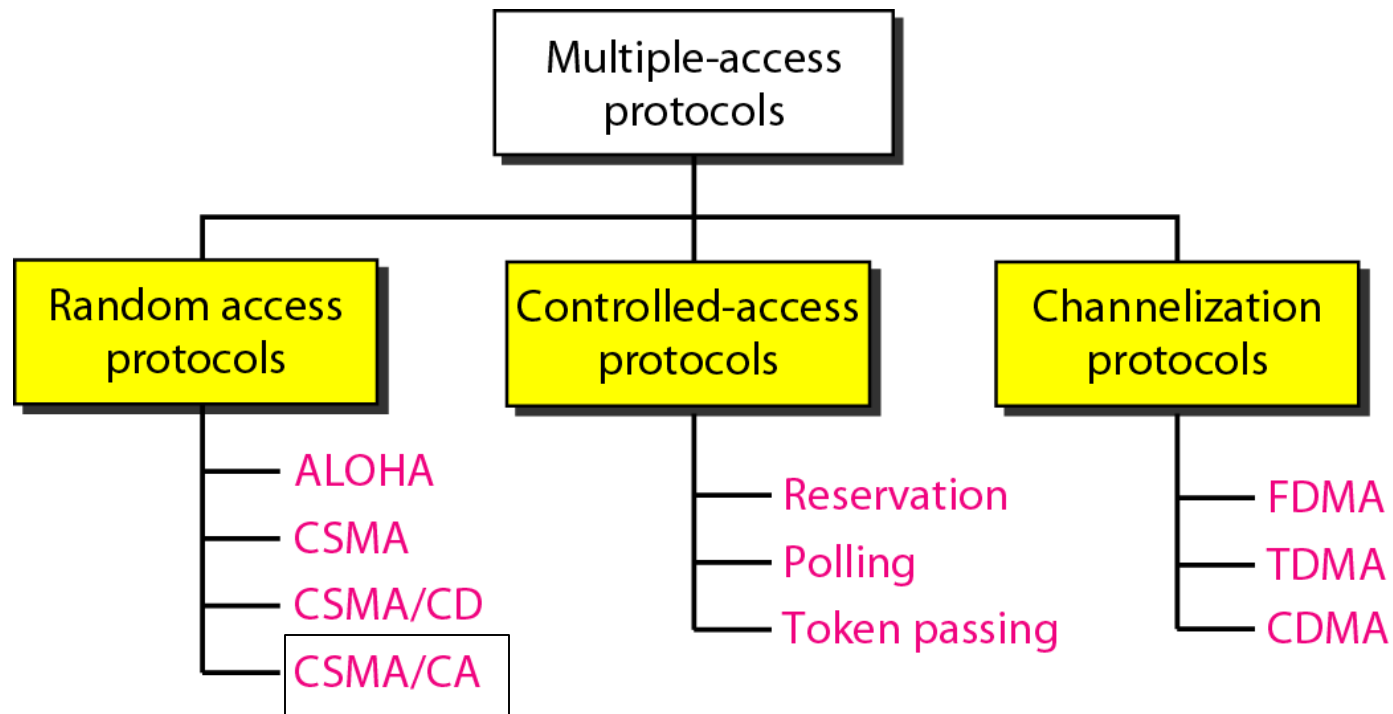 Multiple-access
protocols
Random access
protocols
ALOHA
CSMA
CSMA/CD
CSMA/CA
Controlled-access
protocols
Reservation
Polling
Token passing
Channelization
protocols
FDMA
TDMA
CDMA